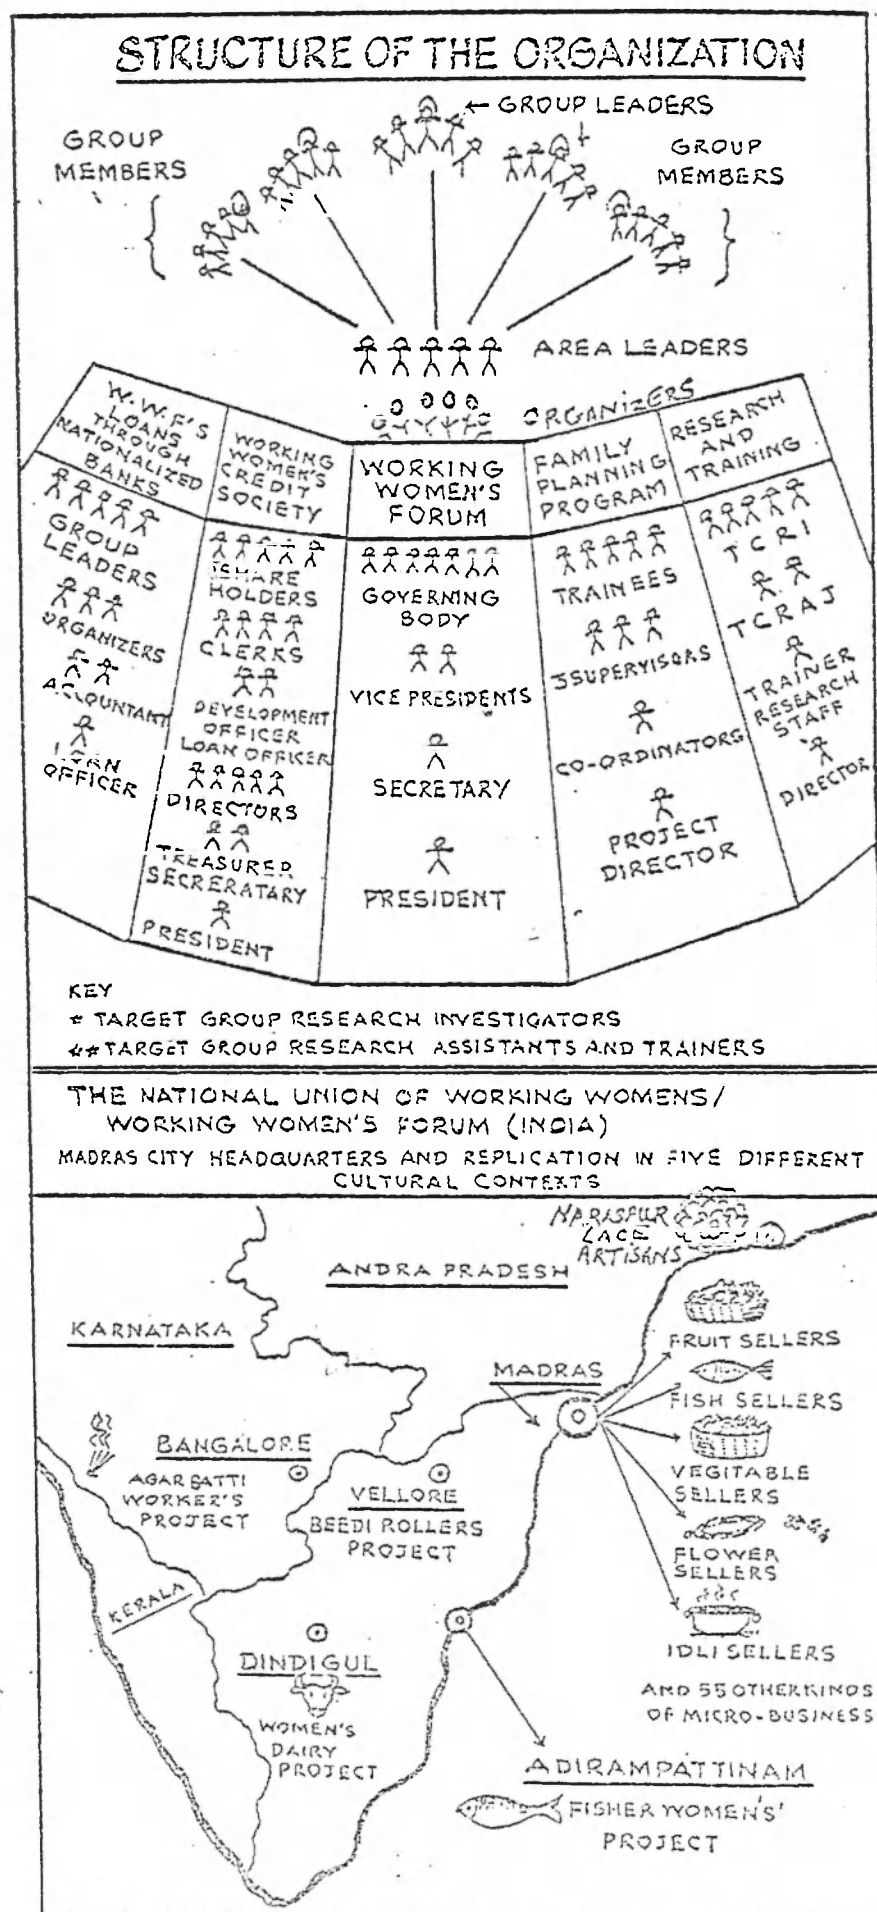 STRUCTURE OF THE ORGANIZATION
← GROUP LEADERS
GROUP
MEMBERS
GROUP
MEMBERS
AREA LEADERS
ORGANIZERS
W.W.F'S
LOANS
THROUGH
NATIONALIZED
BANKS
GROUP
LEADERS
ORGANIZERS
ACCOUNTANT
LOAN
OFFICER
WORKING
WOMEN'S
CREDIT
SOCIETY
SHARE
HOLDERS
CLERKS
DEVELOPMENT
OFFICER
LOAN OFFICER
DIRECTORS
TREASURER
SECRERATARY
PRESIDENT
WORKING
WOMEN'S
FORUM
GOVERNING
BODY
VICE PRESIDENTS
SECRETARY
PRESIDENT
FAMILY
PLANNING
PROGRAM
TRAINEES
SUPERVISORS
CO-ORDINATORS
PROJECT
DIRECTOR
RESEARCH
AND
TRAINING
TCRI
TCRAJ
TRAINER
RESEARCH
STAFF
DIRECTOR
KEY
* TARGET GROUP RESEARCH INVESTIGATORS
** TARGET GROUP RESEARCH ASSISTANTS AND TRAINERS
THE NATIONAL UNION OF WORKING WOMENS/
WORKING WOMEN'S FORUM (INDIA)
MADRAS CITY HEADQUARTERS AND REPLICATION IN FIVE DIFFERENT
CULTURAL CONTEXTS
NARISPUR
LACE
ARTISANS
ANDRA PRADESH
KARNATAKA
FRUIT SELLERS
MADRAS
FISH SELLERS
BANGALORE
AGARBATTI
WORKER'S
PROJECT
VELLORE
BEEDI ROLLERS
PROJECT
VEGITABLE
SELLERS
FLOWER
SELLERS
KERALA
IDLI SELLERS
AND 55 OTHER KINDS
OF MICRO-BUSINESS
DINDIGUL
WOMEN'S
DAIRY
PROJECT
ADIRAMPATTINAM
FISHER WOMENS'
PROJECT